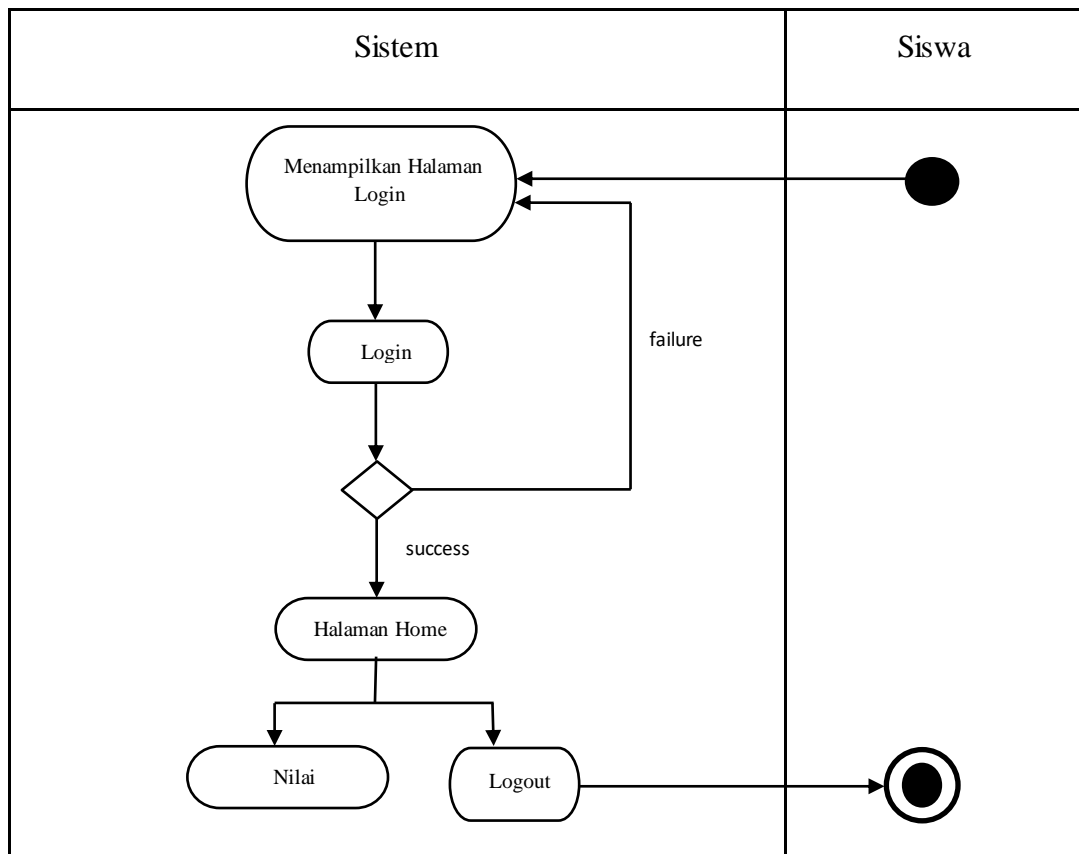 Sistem
Siswa
Menampilkan Halaman
Login
Login
failure
success
Halaman Home
Nilai
Logout